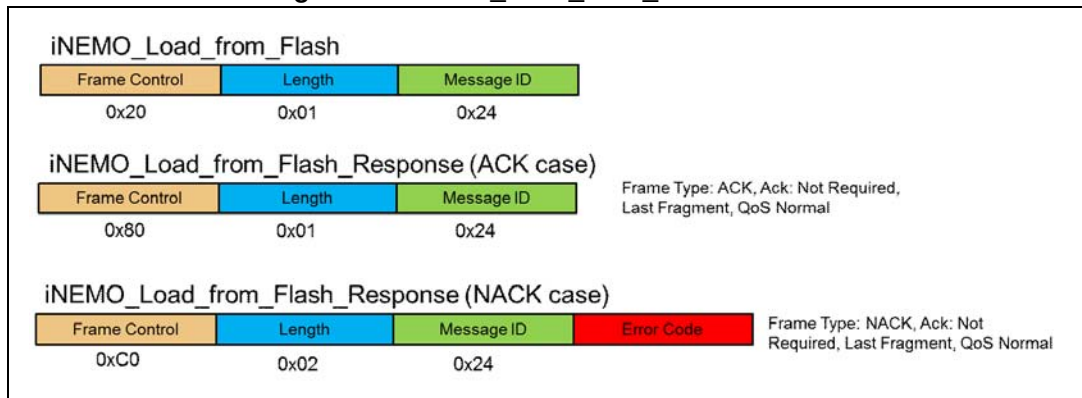 iNEMO_Load_from_Flash
Frame Control Length Message ID
0x20 0x01 0x24
iNEMO_Load_from_Flash_Response (ACK case)
Frame Control Length Message ID
Frame Type: ACK, Ack: Not Required,
Last Fragment, QoS Normal
0x80 0x01 0x24
iNEMO_Load_from_Flash_Response (NACK case)
Frame Control Length Message ID Error Code
Frame Type: NACK, Ack: Not
Required, Last Fragment, QoS Normal
0xC0 0x02 0x24